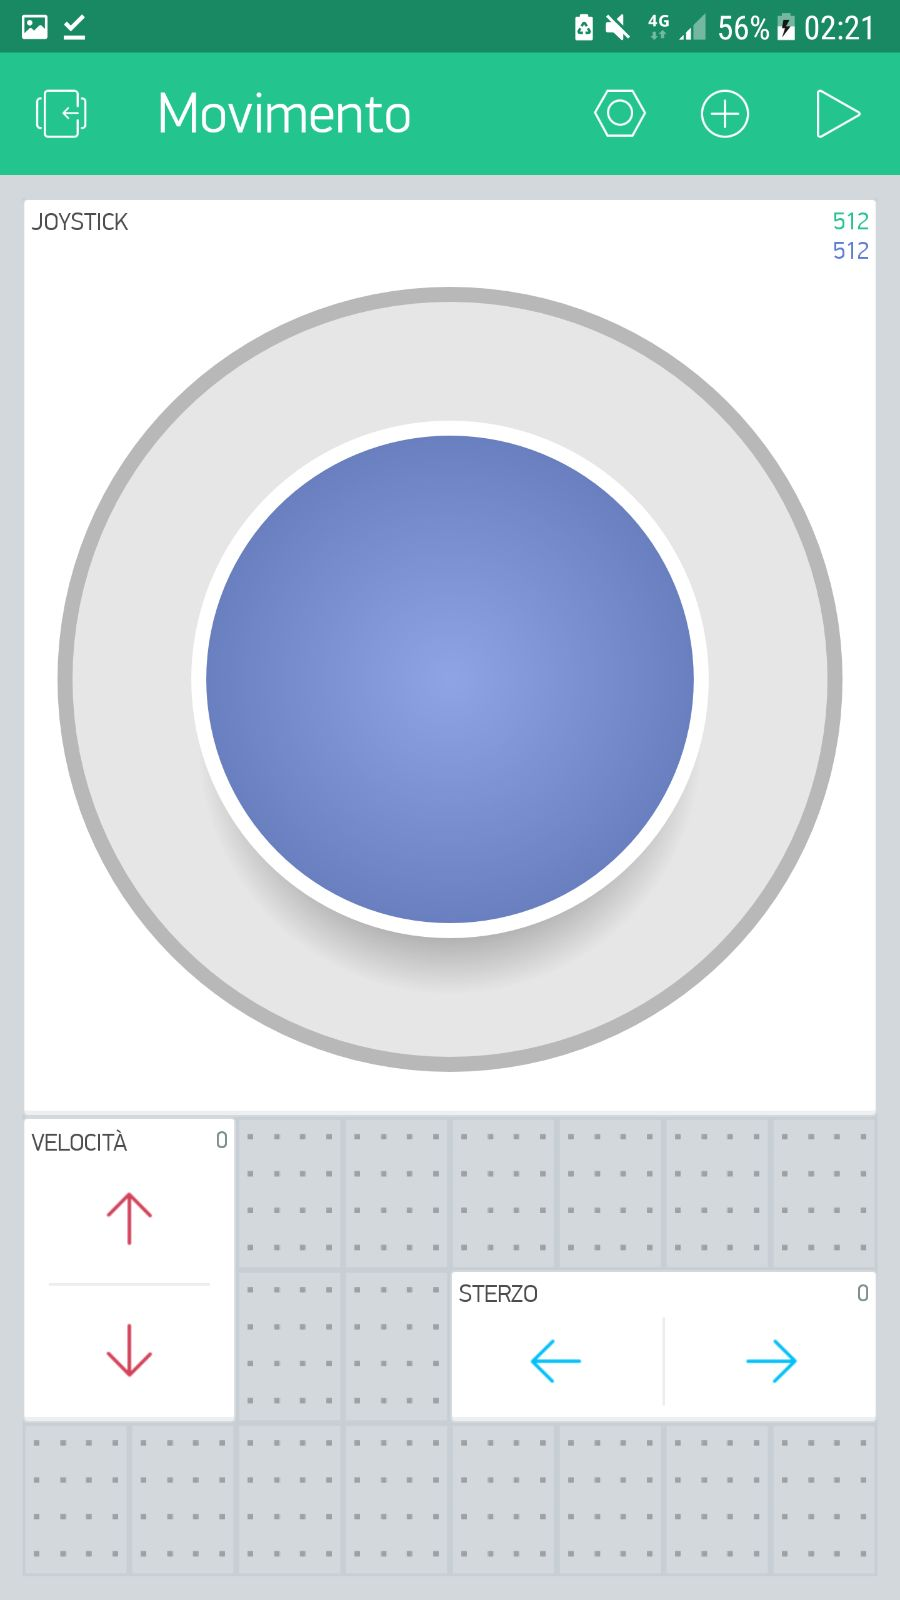 4G 56% 02:21
Movimento
JOYSTICK 512
512
VELOCITÀ 0
STERZO 0